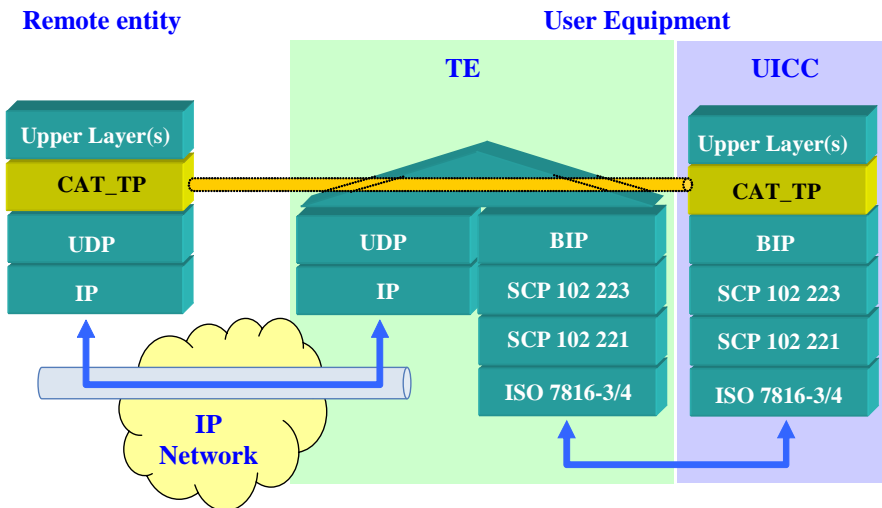 Remote entity
User Equipment
TE
UICC
Upper Layer(s)
CAT_TP
UDP
IP
UDP
IP
BIP
SCP 102 223
SCP 102 221
ISO 7816-3/4
Upper Layer(s)
CAT_TP
BIP
SCP 102 223
SCP 102 221
ISO 7816-3/4
IP
Network